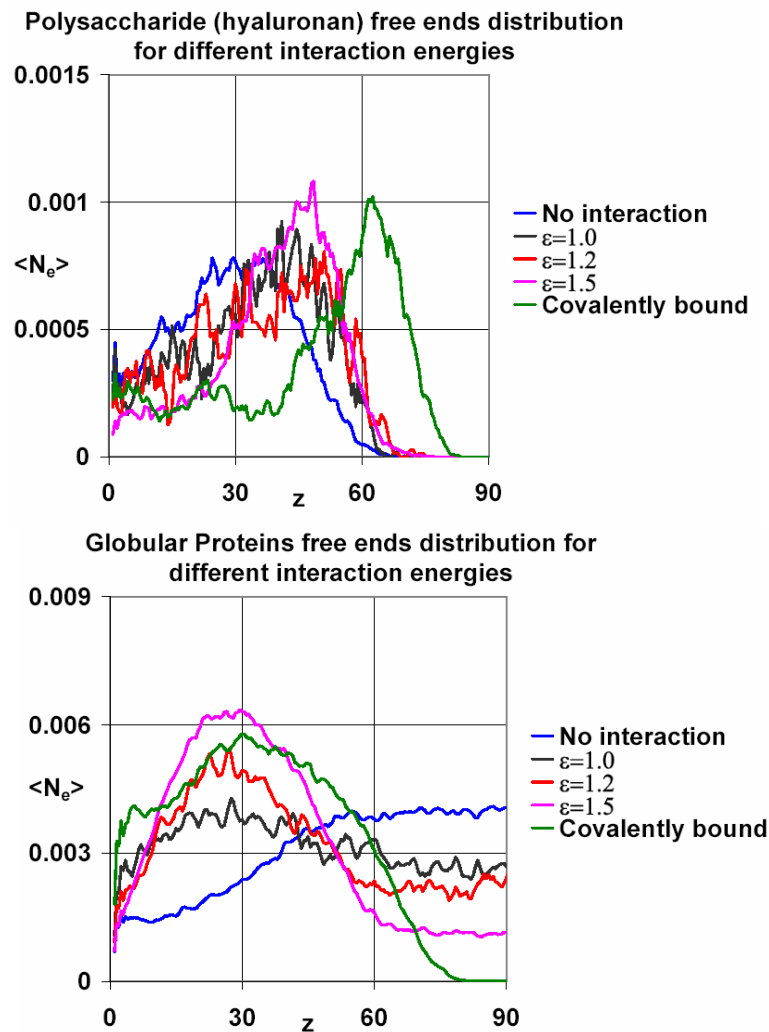 Polysaccharide (hyaluronan) free ends distribution
for different interaction energies
0.0015
0.001
<Nₑ>
0.0005
0
0
30
z
60
90
No interaction
ε=1.0
ε=1.2
ε=1.5
Covalently bound
Globular Proteins free ends distribution for
different interaction energies
0.009
0.006
<Nₑ>
0.003
0
0
30
z
60
90
No interaction
ε=1.0
ε=1.2
ε=1.5
Covalently bound